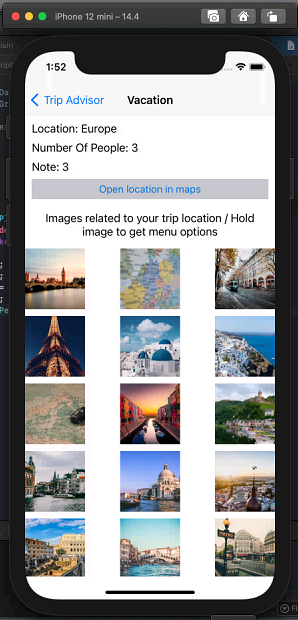 iPhone 12 mini – 14.4
1:52
Trip Advisor
Vacation
Location: Europe
Number Of People: 3
Note: 3
Open location in maps
Images related to your trip location / Hold
image to get menu options